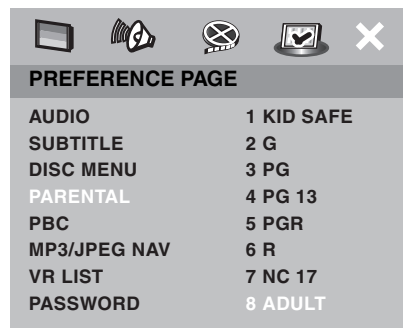 PREFERENCE PAGE
AUDIO 1 KID SAFE
SUBTITLE 2 G
DISC MENU 3 PG
PARENTAL 4 PG 13
PBC 5 PGR
MP3/JPEG NAV 6 R
VR LIST 7 NC 17
PASSWORD 8 ADULT